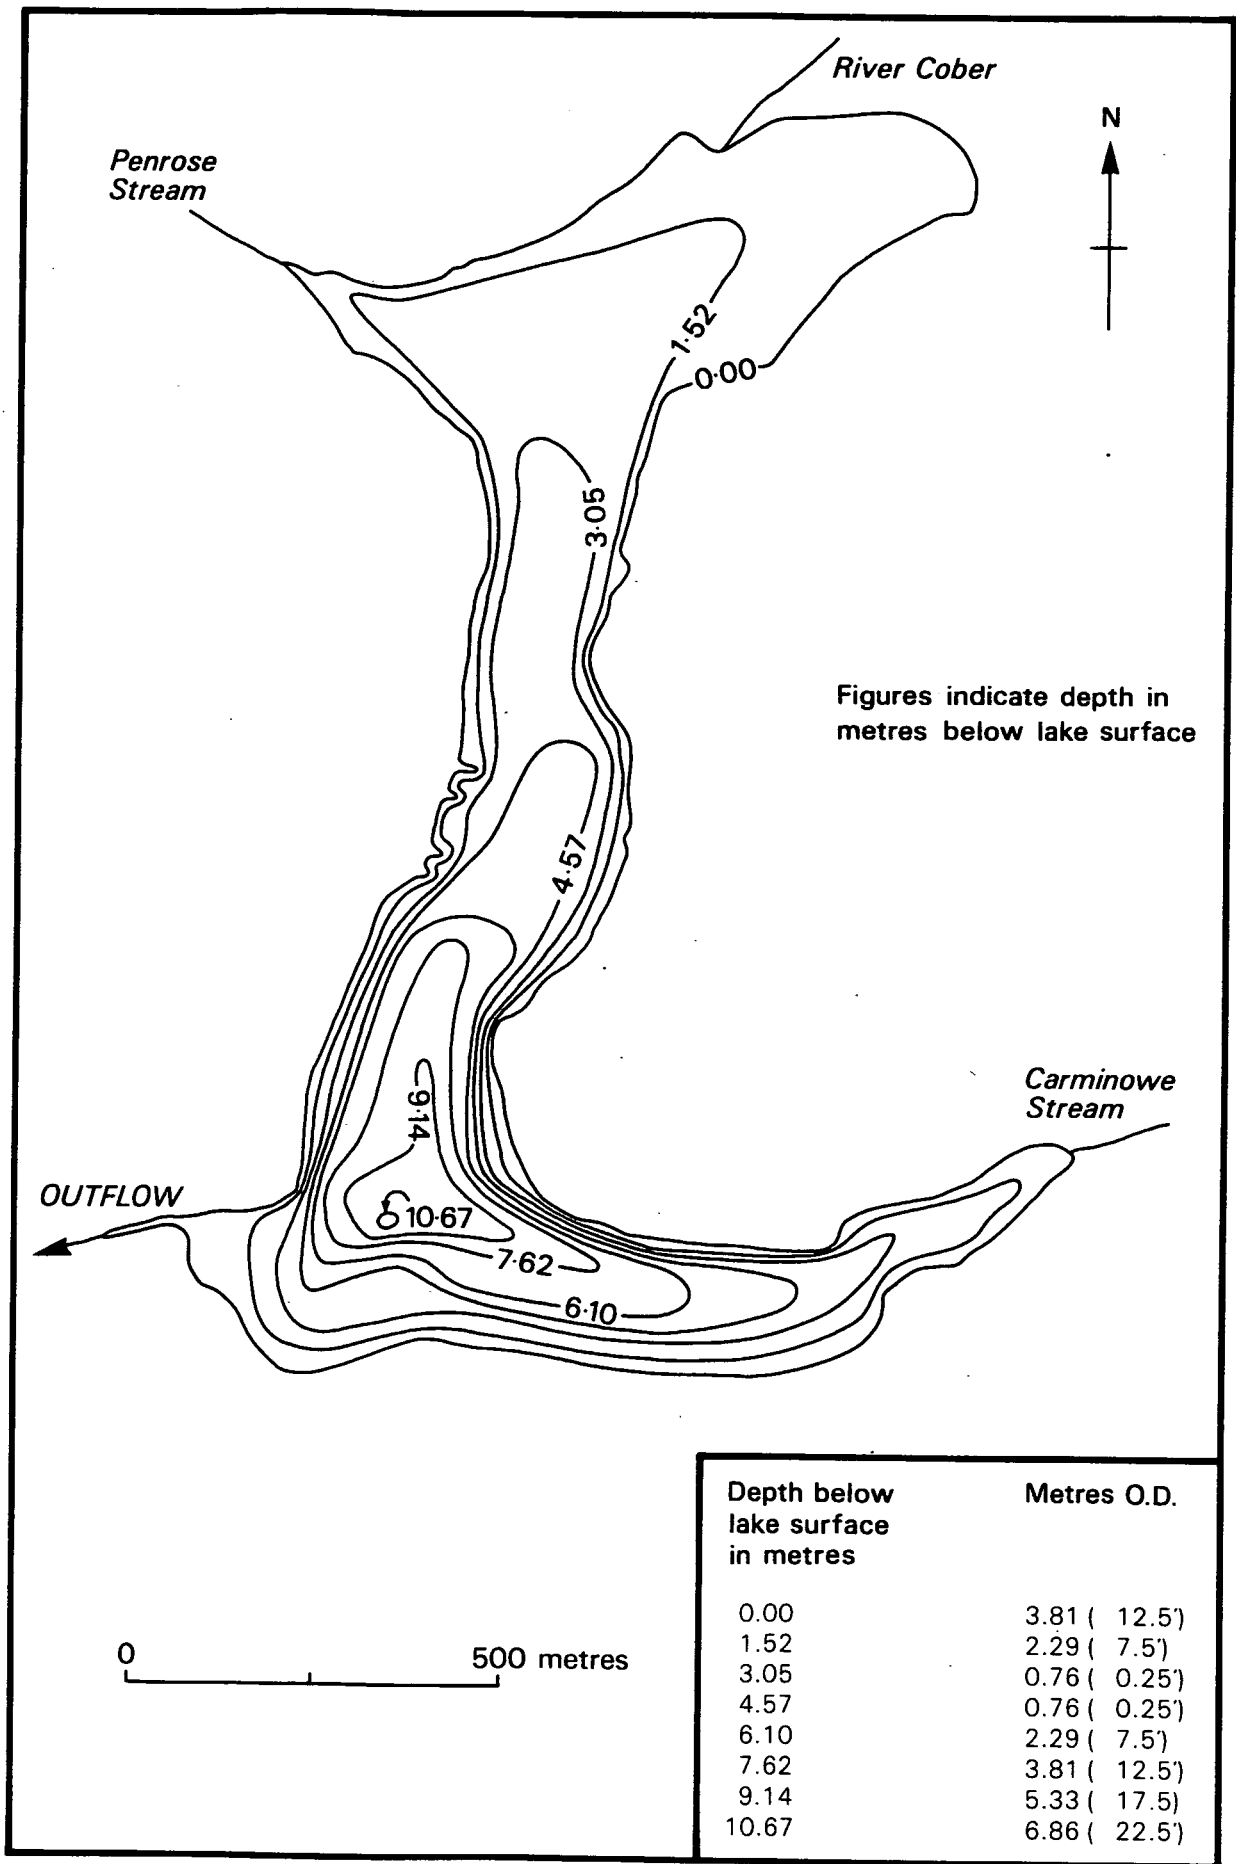 River Cober
N
Penrose
Stream
1·52
0·00
3·05
Figures indicate depth in
metres below lake surface
4·57
9·14
Carminowe
Stream
OUTFLOW
10·67
7·62
6·10
Depth below
lake surface
in metres
Metres O.D.
0.00 3.81 ( 12.5')
1.52 2.29 ( 7.5')
3.05 0.76 ( 0.25')
4.57 0.76 ( 0.25')
6.10 2.29 ( 7.5')
7.62 3.81 ( 12.5')
9.14 5.33 ( 17.5)
10.67 6.86 ( 22.5')
0 500 metres